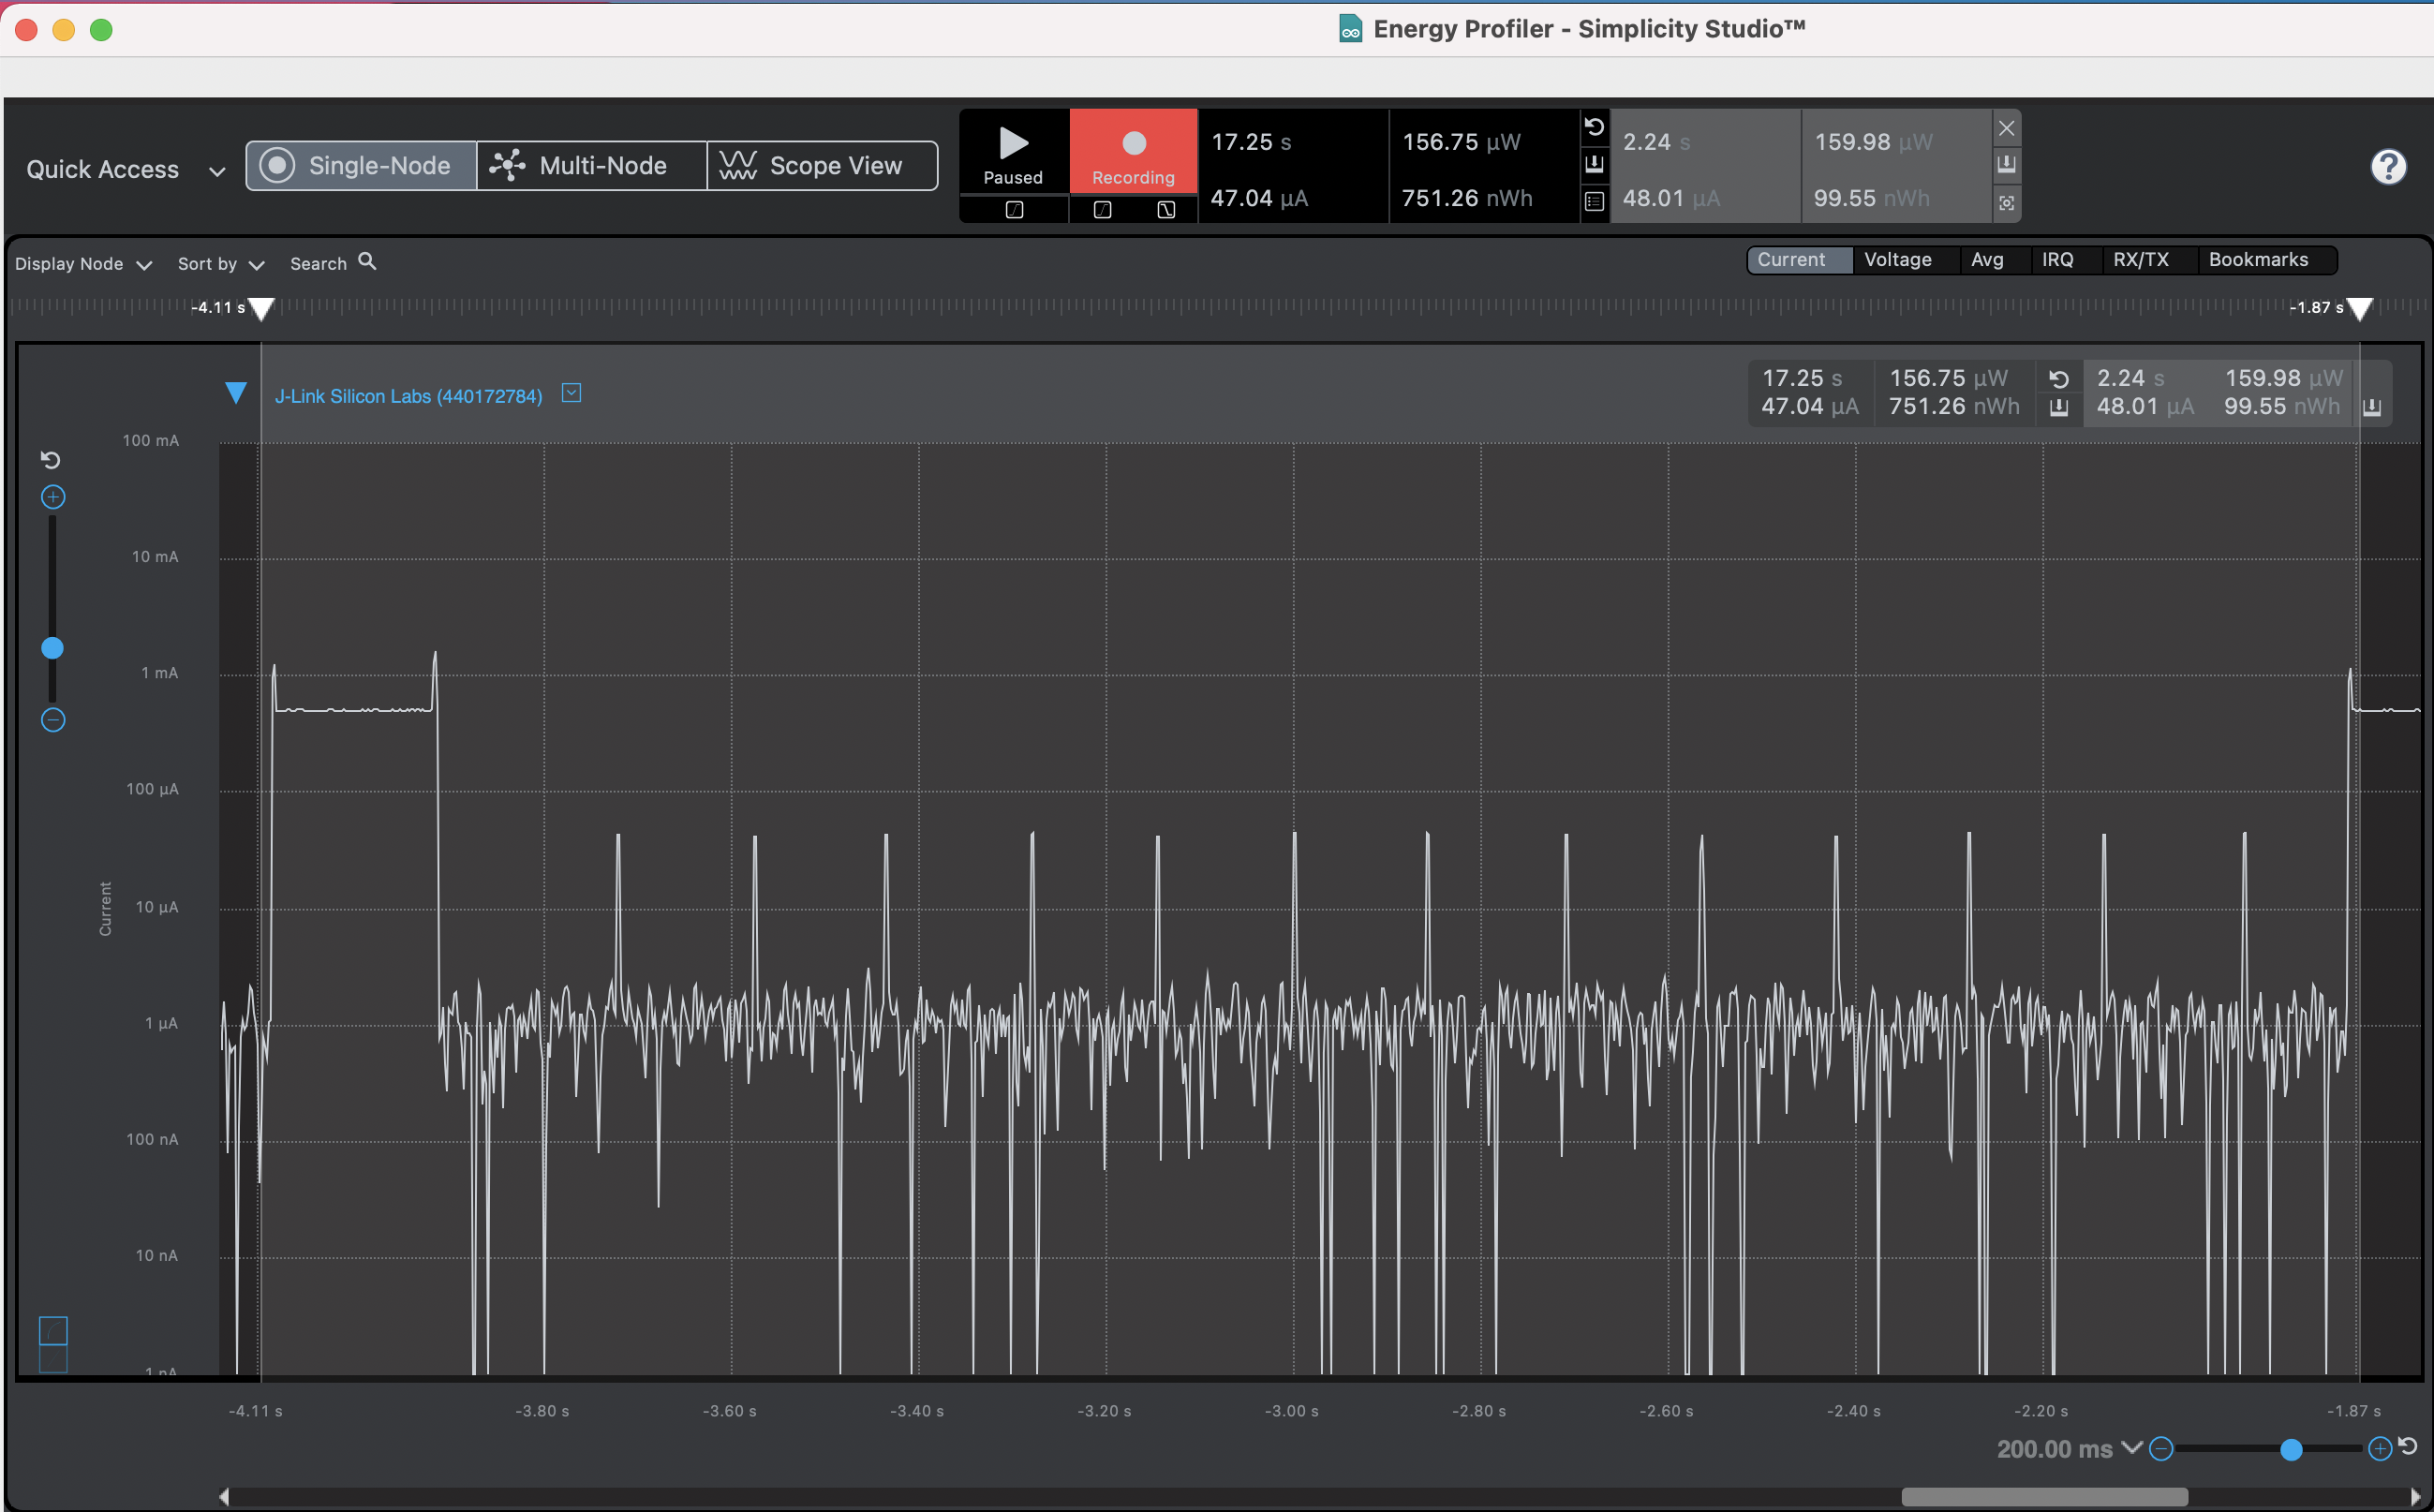 Energy Profiler - Simplicity Studio™
Quick Access
Single-Node
Multi-Node
Scope View
Paused
Recording
17.25 s
156.75 µW
47.04 µA
751.26 nWh
2.24 s
159.98 µW
48.01 µA
99.55 nWh
Display Node
Sort by
Search
Current
Voltage
Avg
IRQ
RX/TX
Bookmarks
-4.11 s
-1.87 s
J-Link Silicon Labs (440172784)
17.25 s
156.75 µW
2.24 s
159.98 µW
47.04 µA
751.26 nWh
48.01 µA
99.55 nWh
100 mA
10 mA
1 mA
100 µA
10 µA
1 µA
100 nA
10 nA
1 nA
Current
-4.11 s
-3.80 s
-3.60 s
-3.40 s
-3.20 s
-3.00 s
-2.80 s
-2.60 s
-2.40 s
-2.20 s
-1.87 s
200.00 ms